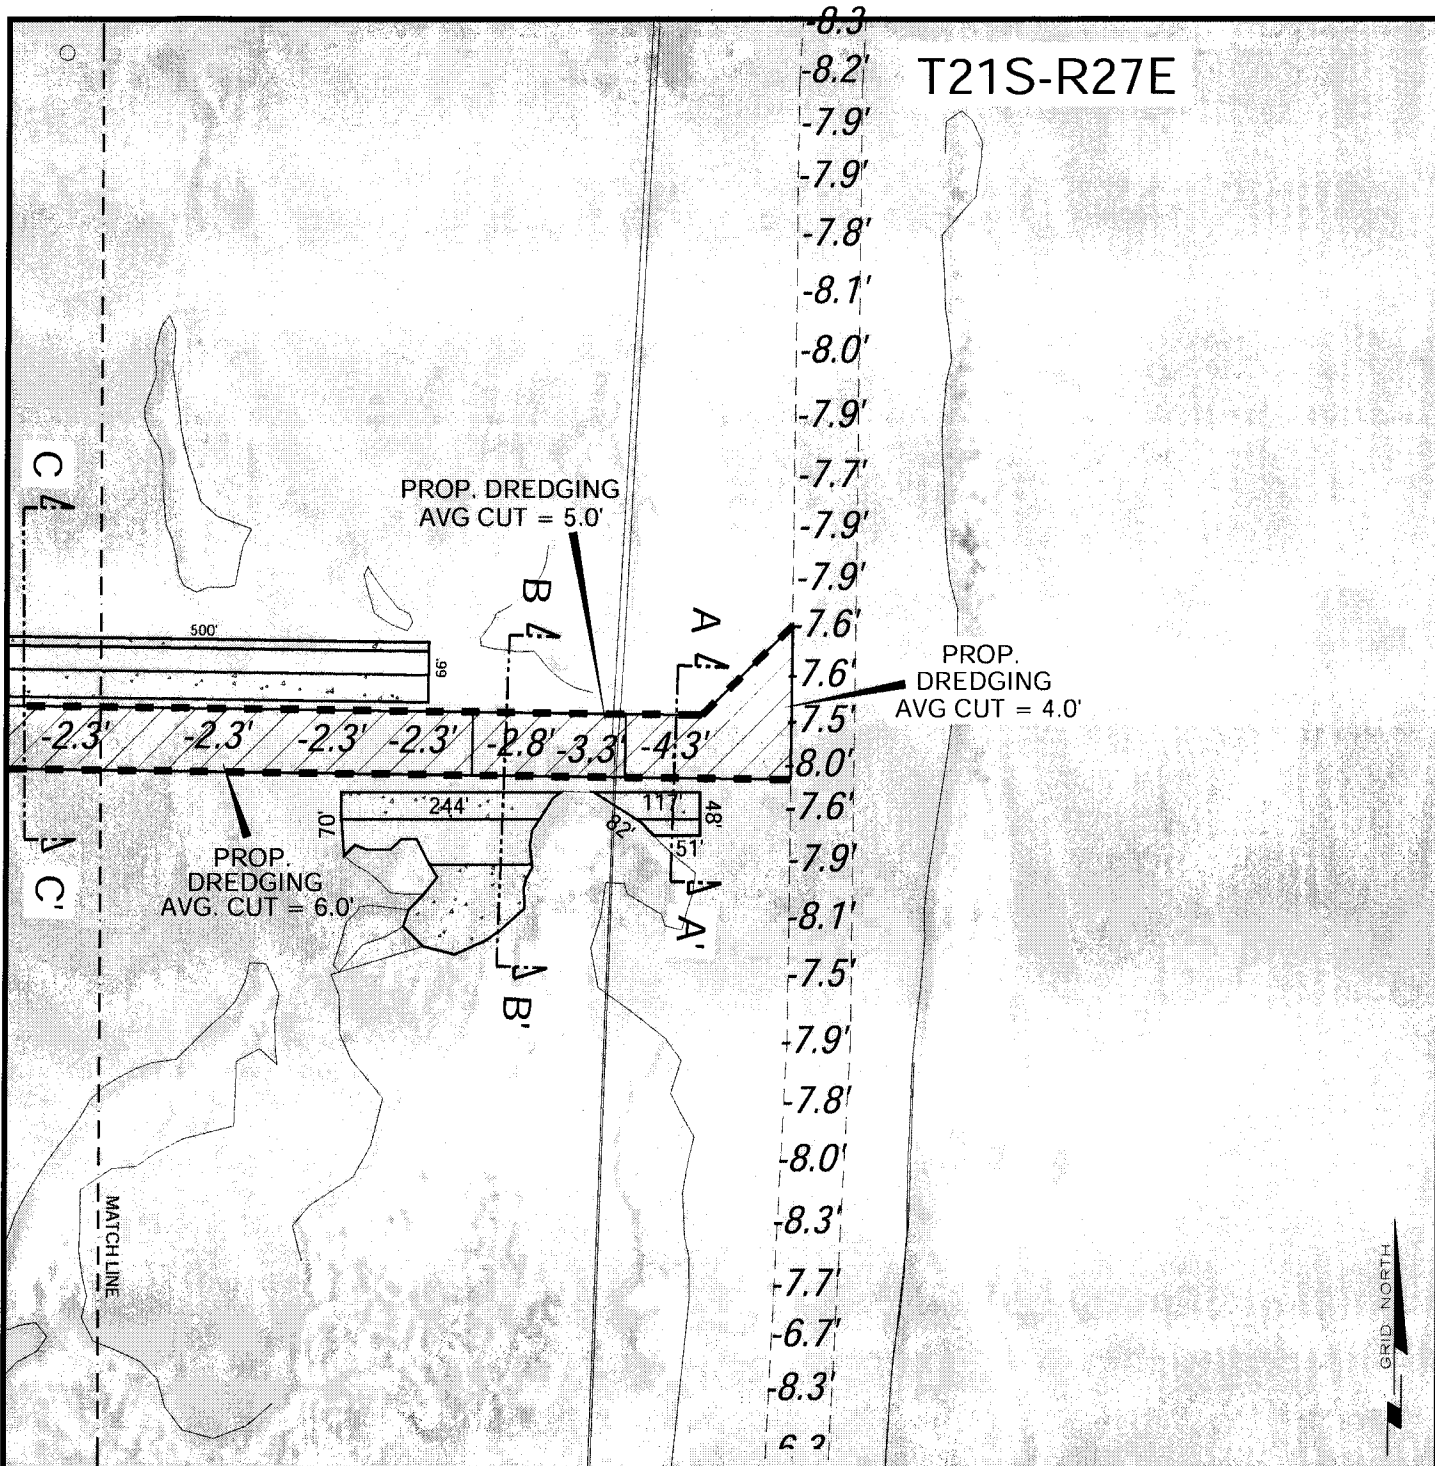 -8.3
T21S-R27E
-8.2'
-7.9'
-7.9'
-7.8'
-8.1'
-8.0'
-7.9'
-7.7'
-7.9'
-7.9'
-7.6'
-7.6'
-7.5'
-8.0'
-7.6'
-7.9'
-8.1'
-7.5'
-7.9'
-7.8'
-8.0'
-8.3'
-7.7'
-6.7'
-8.3'
C
PROP. DREDGING
AVG CUT = 5.0'
B
A
500'
66'
PROP.
DREDGING
AVG CUT = 4.0'
-2.3' -2.3' -2.3' -2.3' -2.8' -3.3' -4.3'
70'
244'
82'
117'
48'
51'
PROP.
DREDGING
AVG. CUT = 6.0'
C'
A'
B'
MATCH LINE
GRID NORTH